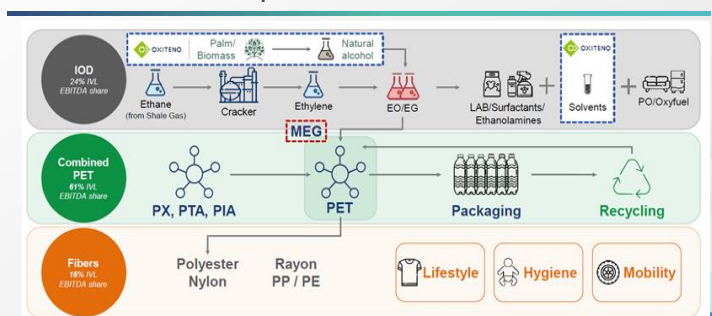 OXITENO
Palm/
Biomass
Natural
alcohol
OXITENO
IOD
24% IVL
EBITDA share
Ethane
(from Shale Gas)
Cracker
Ethylene
EO/EG
LAB/Surfactants/
Ethanolamines
+
Solvents
+
PO/Oxyfuel
MEG
Combined
PET
61% IVL
EBITDA share
PX, PTA, PIA
PET
Packaging
Recycling
Fibers
16% IVL
EBITDA share
Polyester
Nylon
Rayon
PP / PE
Lifestyle
Hygiene
Mobility